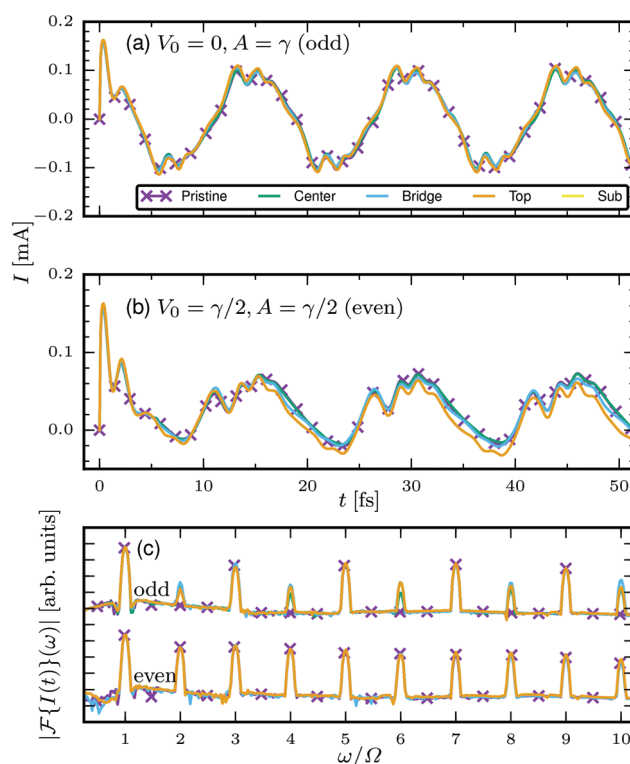 (a) V₀ = 0, A = γ (odd)
0.2
0.1
0.0
−0.1
−0.2
Pristine Center Bridge Top Sub
I [mA]
(b) V₀ = γ/2, A = γ/2 (even)
0.2
0.1
0.0
0 10 20 30 40 50
t [fs]
(c)
odd
even
|F{I(t)}(ω)| [arb. units]
1 2 3 4 5 6 7 8 9 10
ω/Ω